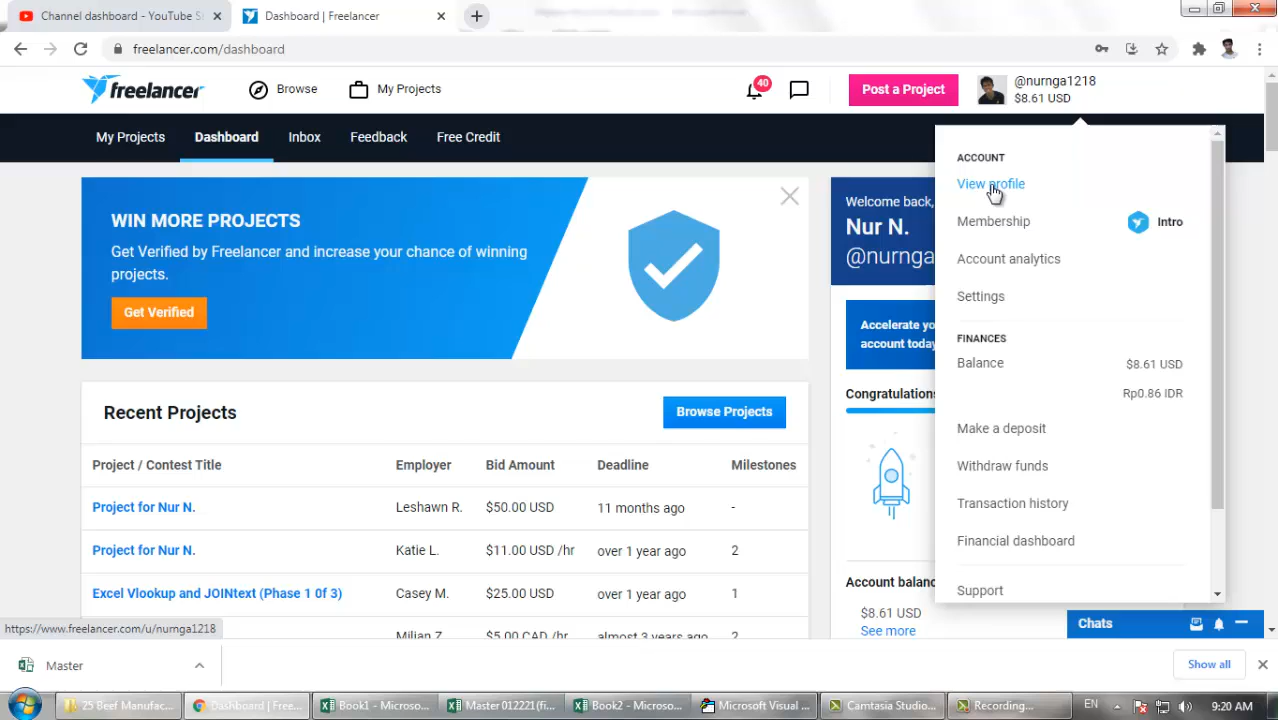 Channel dashboard - YouTube S
Dashboard | Freelancer
freelancer.com/dashboard
freelancer
Browse
My Projects
40
Post a Project
@nurnga1218
$8.61 USD
My Projects
Dashboard
Inbox
Feedback
Free Credit
WIN MORE PROJECTS
Get Verified by Freelancer and increase your chance of winning
projects.
Get Verified
Welcome back,
Nur N.
@nurnga
Accelerate yo
account today
Congratulations
Account balanc
$8.61 USD
See more
ACCOUNT
View profile
Membership
Intro
Account analytics
Settings
FINANCES
Balance
$8.61 USD
Rp0.86 IDR
Make a deposit
Withdraw funds
Transaction history
Financial dashboard
Support
Recent Projects
Browse Projects
Project / Contest Title Employer Bid Amount Deadline Milestones
Project for Nur N. Leshawn R. $50.00 USD 11 months ago -
Project for Nur N. Katie L. $11.00 USD /hr over 1 year ago 2
Excel Vlookup and JOINtext (Phase 1 0f 3) Casey M. $25.00 USD over 1 year ago 1
Milian Z. $5.00 CAD /hr almost 3 years ago 2
Chats
https://www.freelancer.com/u/nurnga1218
Master
Show all
25 Beef Manufac...
Dashboard | Free...
Book1 - Microso...
Master 012221(fi...
Book2 - Microso...
Microsoft Visual ...
Camtasia Studio...
Recording...
EN
9:20 AM